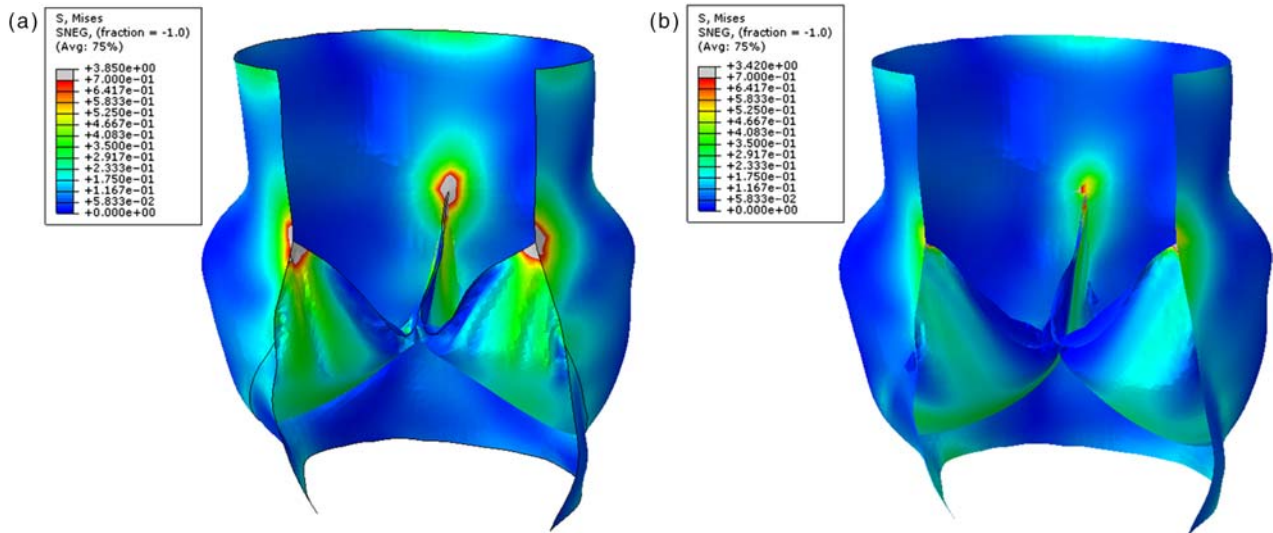 (a)
S, Mises
SNEG, (fraction = -1.0)
(Avg: 75%)
+3.850e+00
+7.000e-01
+6.417e-01
+5.833e-01
+5.250e-01
+4.667e-01
+4.083e-01
+3.500e-01
+2.917e-01
+2.333e-01
+1.750e-01
+1.167e-01
+5.833e-02
+0.000e+00
(b)
S, Mises
SNEG, (fraction = -1.0)
(Avg: 75%)
+3.420e+00
+7.000e-01
+6.417e-01
+5.833e-01
+5.250e-01
+4.667e-01
+4.083e-01
+3.500e-01
+2.917e-01
+2.333e-01
+1.750e-01
+1.167e-01
+5.833e-02
+0.000e+00